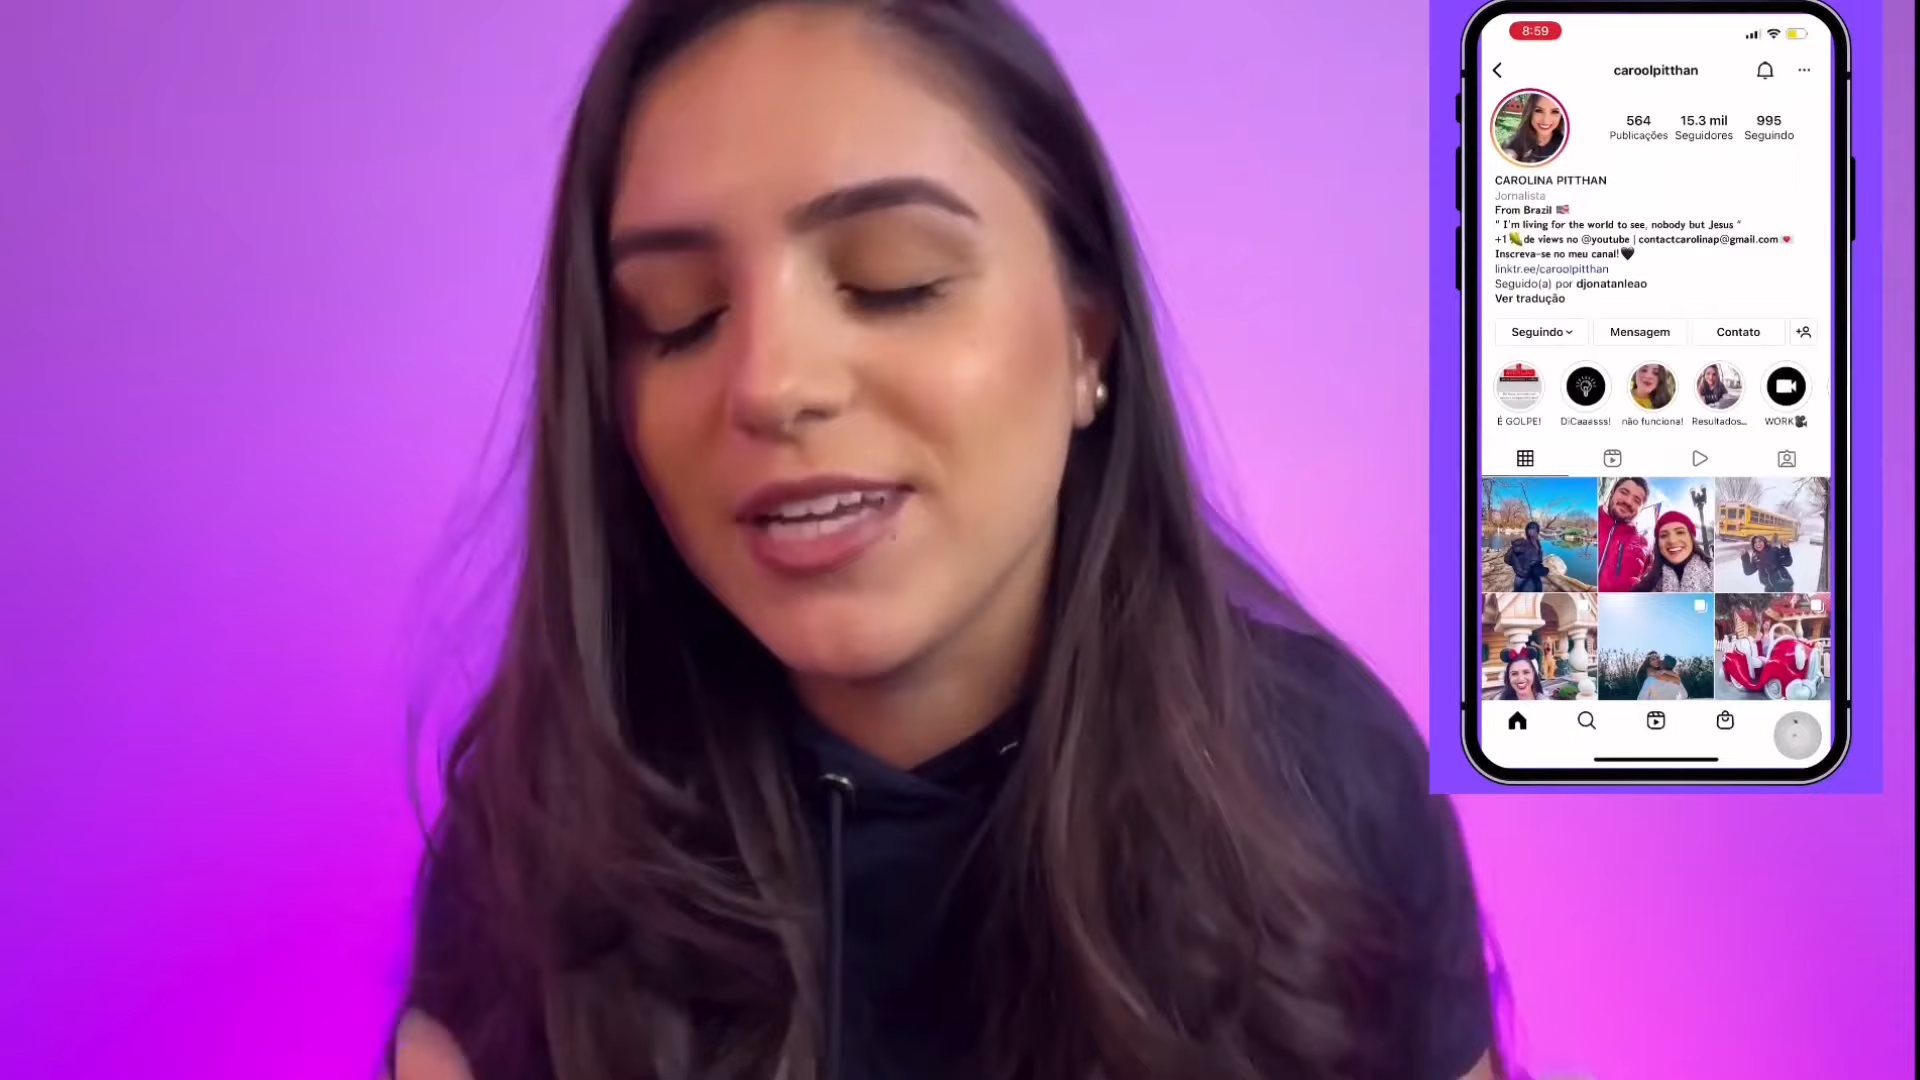 8:59
caroolpitthan
564 15.3 mil 995
Publicações Seguidores Seguindo
CAROLINA PITTHAN
Jornalista
From Brazil
" I'm living for the world to see, nobody but Jesus "
+1🌽de views no @youtube | contactcarolinap@gmail.com💌
Inscreva-se no meu canal!🖤
linktr.ee/caroolpitthan
Seguido(a) por djonatanleao
Ver tradução
Seguindo Mensagem Contato
É GOLPE! DiCaaasss! não funciona! Resultados... WORK🎥